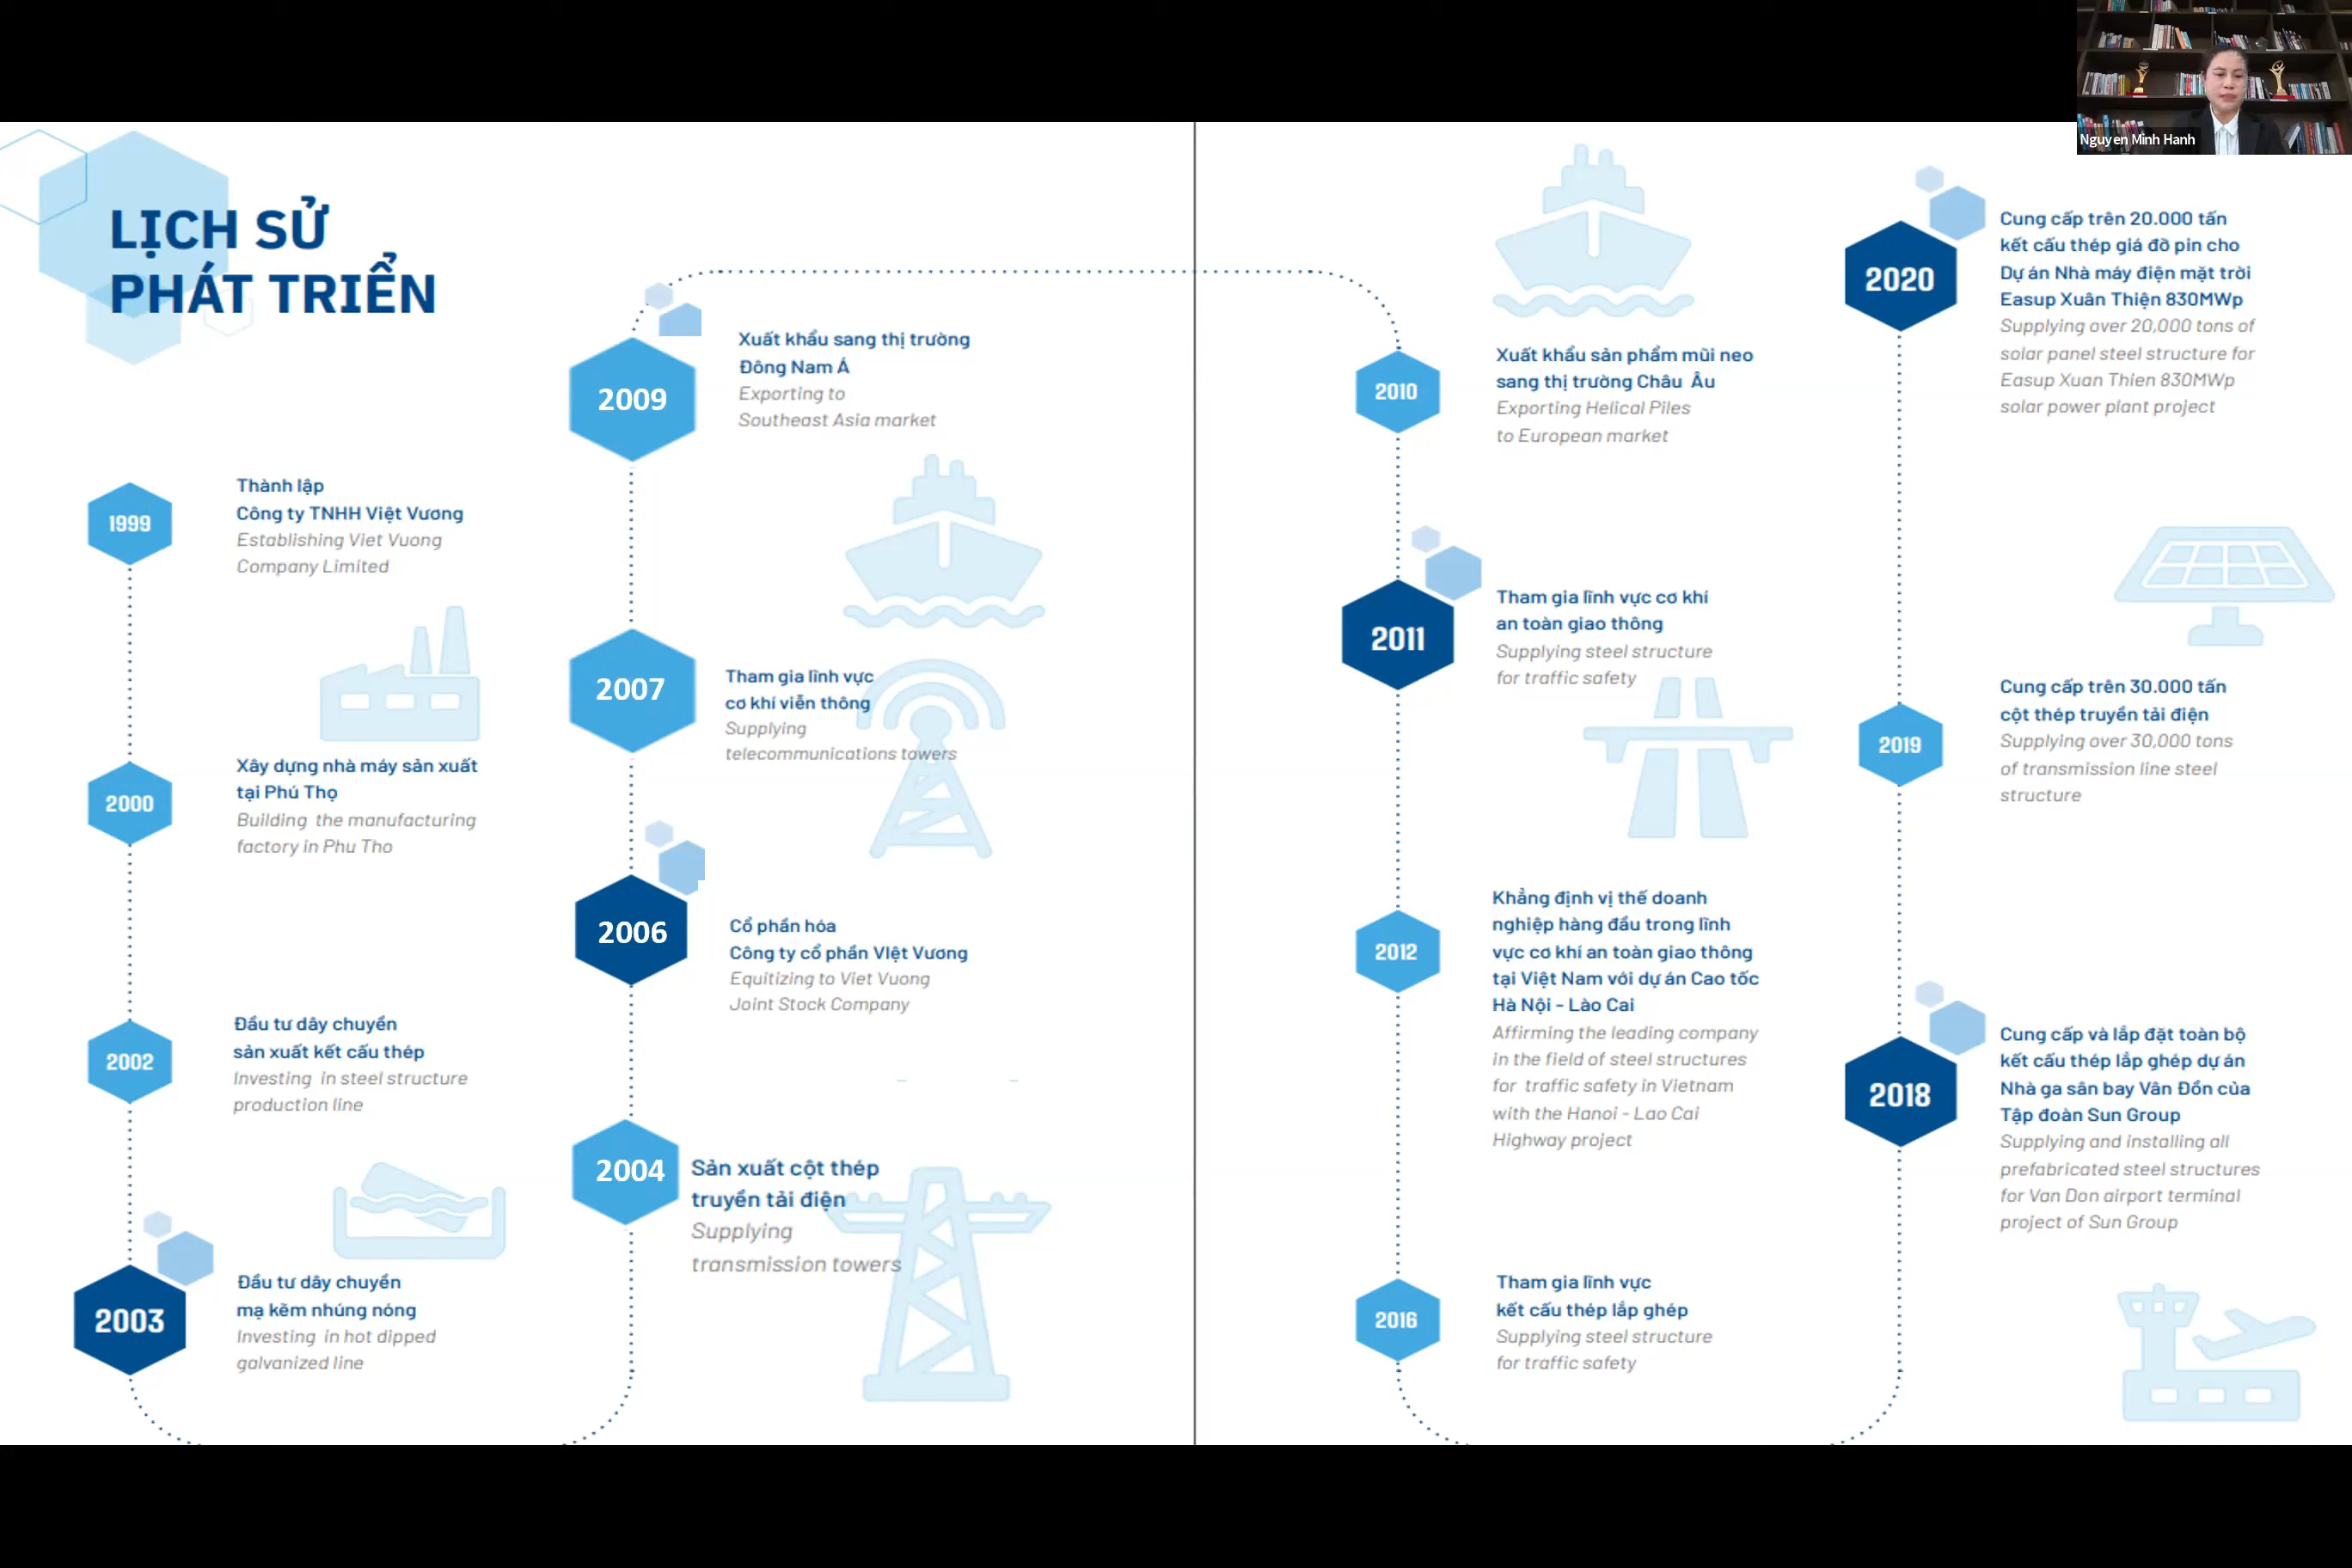 Nguyen Minh Hanh
LỊCH SỬ
PHÁT TRIỂN
1999
Thành lập
Công ty TNHH Việt Vương
Establishing Viet Vuong
Company Limited
2000
Xây dựng nhà máy sản xuất
tại Phú Thọ
Building the manufacturing
factory in Phu Tho
2002
Đầu tư dây chuyền
sản xuất kết cấu thép
Investing in steel structure
production line
2003
Đầu tư dây chuyền
mạ kẽm nhúng nóng
Investing in hot dipped
galvanized line
2004
Sản xuất cột thép
truyền tải điện
Supplying
transmission towers
2006
Cổ phần hóa
Công ty cổ phần VIệt Vương
Equitizing to Viet Vuong
Joint Stock Company
2007
Tham gia lĩnh vực
cơ khí viễn thông
Supplying
telecommunications towers
2009
Xuất khẩu sang thị trường
Đông Nam Á
Exporting to
Southeast Asia market
2010
Xuất khẩu sản phẩm mũi neo
sang thị trường Châu Âu
Exporting Helical Piles
to European market
2011
Tham gia lĩnh vực cơ khí
an toàn giao thông
Supplying steel structure
for traffic safety
2012
Khẳng định vị thế doanh
nghiệp hàng đầu trong lĩnh
vực cơ khí an toàn giao thông
tại Việt Nam với dự án Cao tốc
Hà Nội - Lào Cai
Affirming the leading company
in the field of steel structures
for traffic safety in Vietnam
with the Hanoi - Lao Cai
Highway project
2016
Tham gia lĩnh vực
kết cấu thép lắp ghép
Supplying steel structure
for traffic safety
2018
Cung cấp và lắp đặt toàn bộ
kết cấu thép lắp ghép dự án
Nhà ga sân bay Vân Đồn của
Tập đoàn Sun Group
Supplying and installing all
prefabricated steel structures
for Van Don airport terminal
project of Sun Group
2019
Cung cấp trên 30.000 tấn
cột thép truyền tải điện
Supplying over 30,000 tons
of transmission line steel
structure
2020
Cung cấp trên 20.000 tấn
kết cấu thép giá đỡ pin cho
Dự án Nhà máy điện mặt trời
Easup Xuân Thiện 830MWp
Supplying over 20,000 tons of
solar panel steel structure for
Easup Xuan Thien 830MWp
solar power plant project